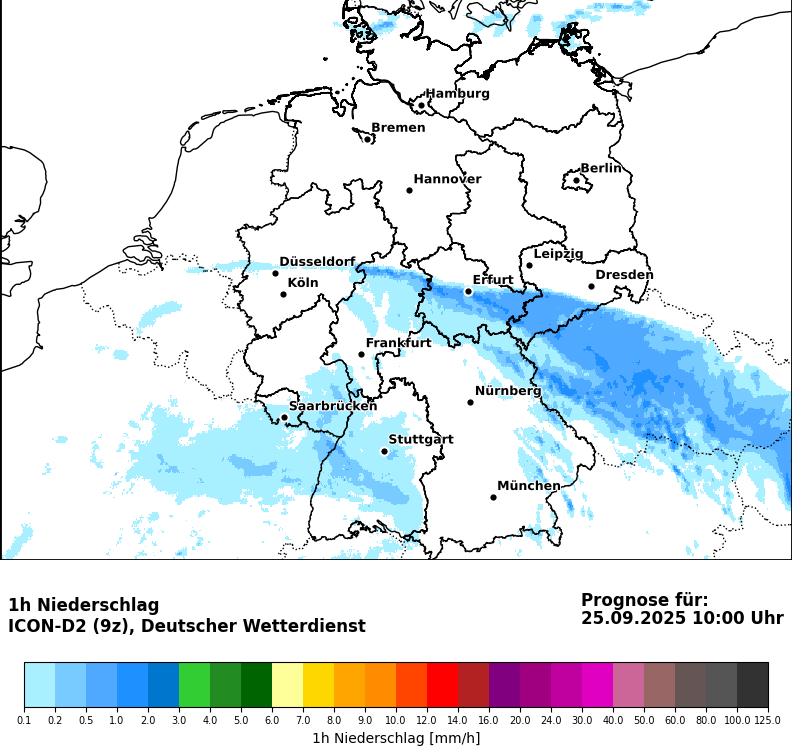 Hamburg
Bremen
Berlin
Hannover
Leipzig
Düsseldorf
Dresden
Köln
Erfurt
Frankfurt
Nürnberg
Saarbrücken
Stuttgart
München
1h Niederschlag
ICON-D2 (9z), Deutscher Wetterdienst
Prognose für:
25.09.2025 10:00 Uhr
0.1 0.2 0.5 1.0 2.0 3.0 4.0 5.0 6.0 7.0 9.0 10.0 12.0 14.0 16.0 20.0 24.0 30.0 40.0 50.0 60.0 80.0 100.0 125.0
1h Niederschlag [mm/h]